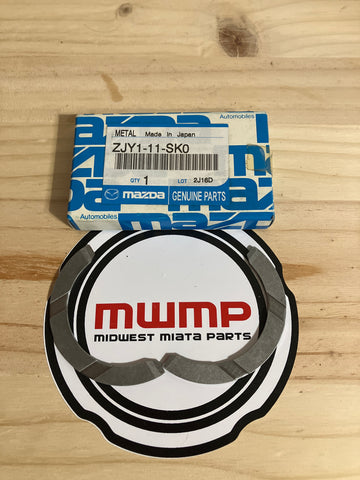 Automobiles
METAL Made In Japan
ZJY1-11-SK0
QTY 1 LOT 2J16D
mazda GENUINE PARTS
Automobiles
MWMP
MIDWEST MIATA PARTS